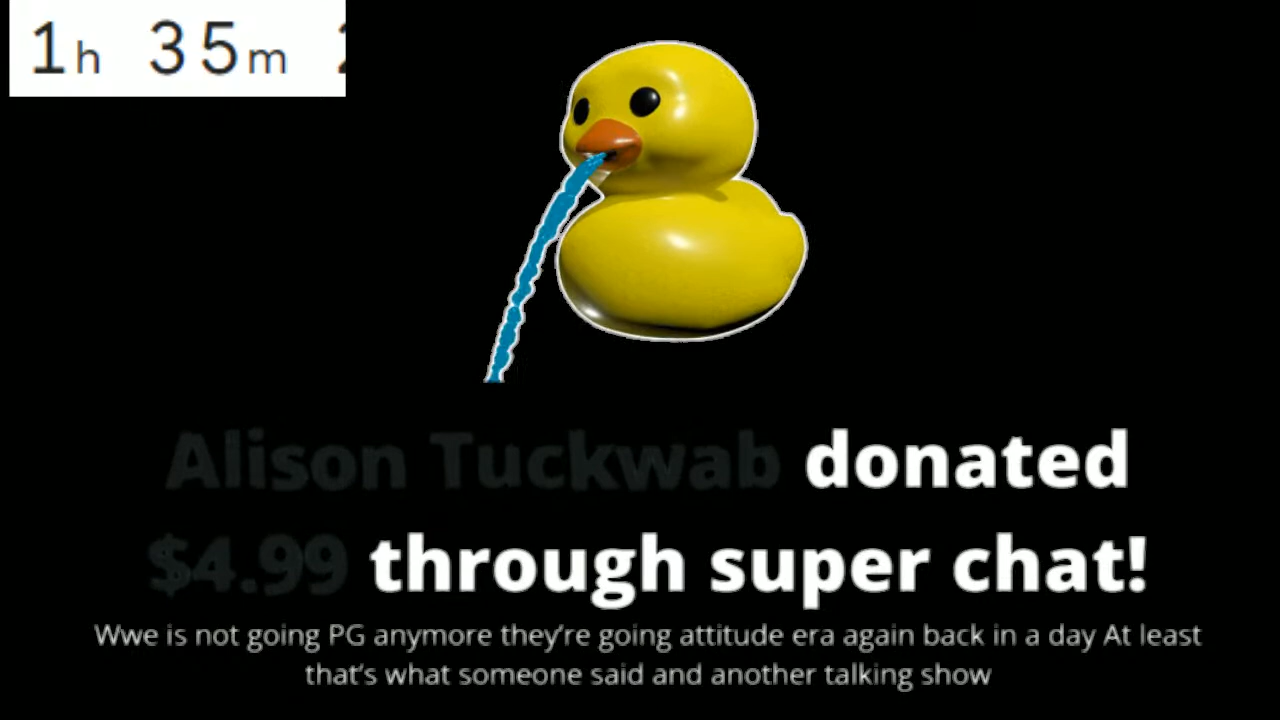 1h 35m
Alison Tuckwab donated
$4.99 through super chat!
Wwe is not going PG anymore they’re going attitude era again back in a day At least
that’s what someone said and another talking show